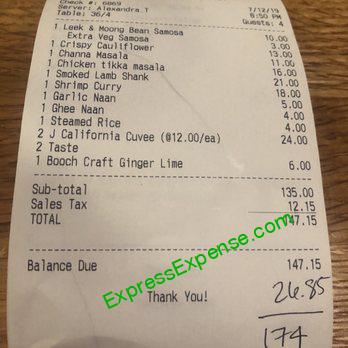 Check #: 6869
Server: Alexandra T 7/12/19
Table: 36/4 8:50 PM
Guests: 4
1 Leek & Moong Bean Samosa 10.00
Extra Veg Samosa 3.00
1 Crispy Cauliflower 13.00
1 Channa Masala 11.00
1 Chicken tikka masala 16.00
1 Smoked Lamb Shank 21.00
1 Shrimp Curry 18.00
1 Garlic Naan 5.00
1 Ghee Naan 4.00
1 Steamed Rice 4.00
2 J California Cuvee (@12.00/ea) 24.00
2 Taste
1 Booch Craft Ginger Lime 6.00
Sub-total 135.00
Sales Tax 12.15
TOTAL 147.15
Balance Due 147.15
Thank You!
26.85
174
ExpressExpense.com